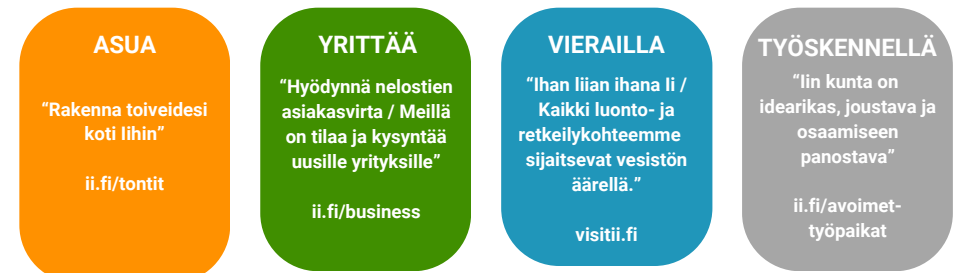 ASUA
“Rakenna toiveidesi
koti Iihin”
ii.fi/tontit
YRITTÄÄ
“Hyödynnä nelostien
asiakasvirta / Meillä
on tilaa ja kysyntää
uusille yrityksille”
ii.fi/business
VIERAILLA
“Ihan liian ihana Ii /
Kaikki luonto- ja
retkeilykohteemme
sijaitsevat vesistön
äärellä.”
visitii.fi
TYÖSKENNELLÄ
“Iin kunta on
idearikas, joustava ja
osaamiseen
panostava”
ii.fi/avoimet-
työpaikat